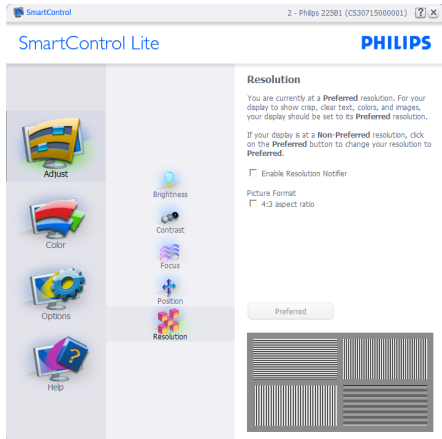 SmartControl
2 - Philips 225B1 (CS30715000001)
SmartControl Lite
PHILIPS
Adjust
Color
Options
Help
Brightness
Contrast
Focus
Position
Resolution
Resolution
You are currently at a Preferred resolution. For your
display to show crisp, clear text, colors, and images,
your display should be set to its Preferred resolution.
If your display is at a Non-Preferred resolution, click
on the Preferred button to change your resolution to
Preferred.
Enable Resolution Notifier
Picture Format
4:3 aspect ratio
Preferred